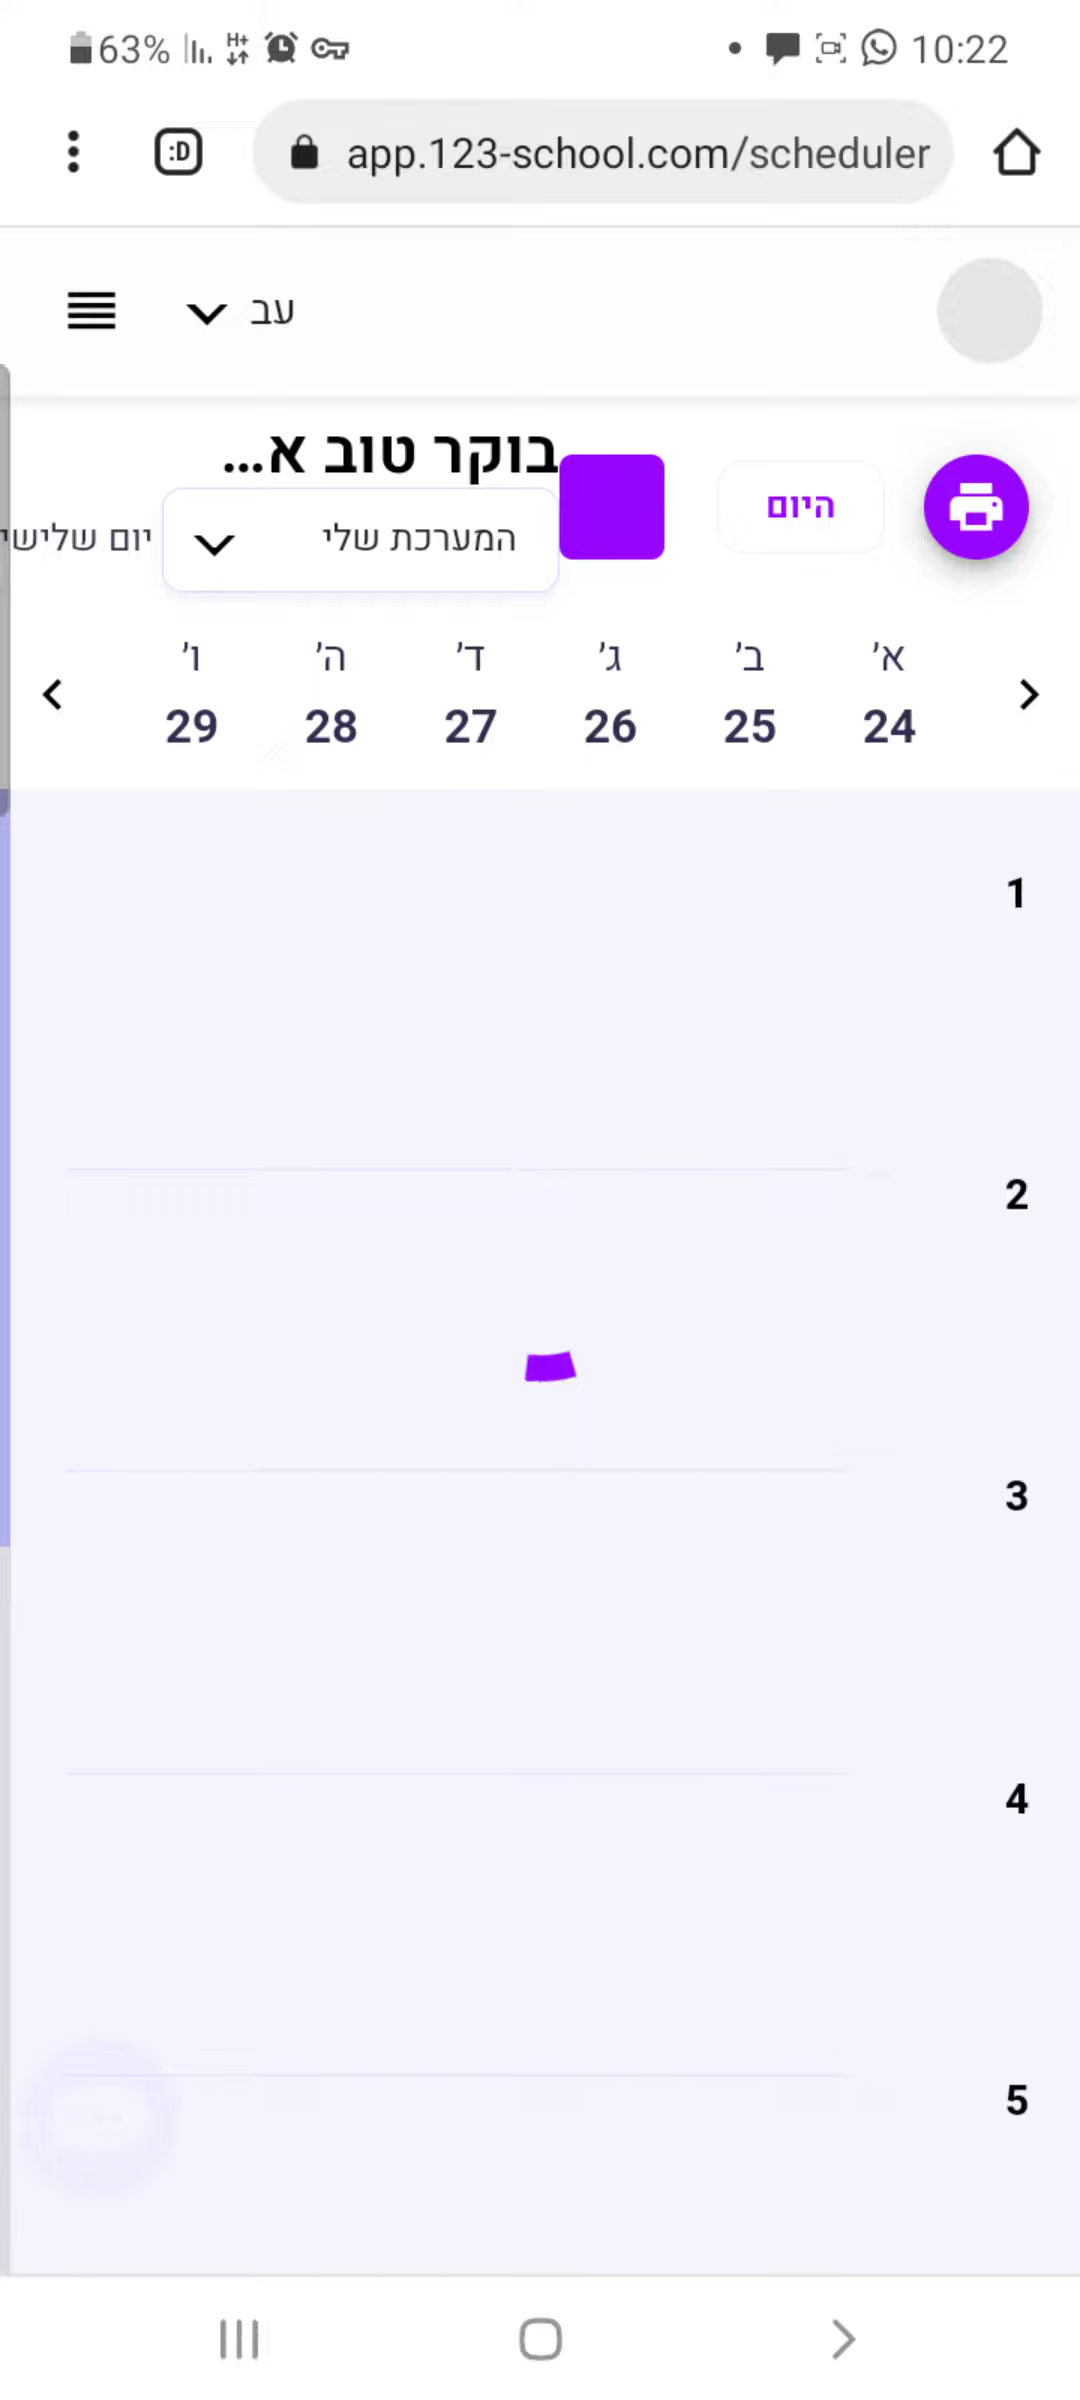 63% 10:22
app.123-school.com/scheduler
עב
בוקר טוב א...
היום
המערכת שלי
יום שלישי
א׳ ב׳ ג׳ ד׳ ה׳ ו׳
24 25 26 27 28 29
1
2
3
4
5